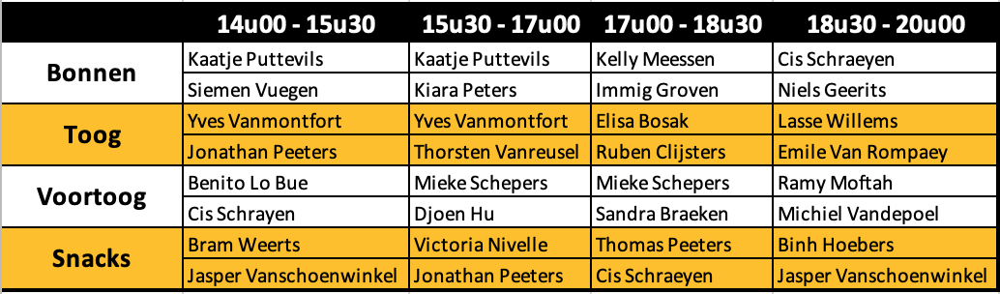 14u00 - 15u30 15u30 - 17u00 17u00 - 18u30 18u30 - 20u00
Bonnen
Kaatje Puttevils Kaatje Puttevils Kelly Meessen Cis Schraeyen
Siemen Vuegen Kiara Peters Immig Groven Niels Geerits
Toog
Yves Vanmontfort Yves Vanmontfort Elisa Bosak Lasse Willems
Jonathan Peeters Thorsten Vanreusel Ruben Clijsters Emile Van Rompaey
Voortoog
Benito Lo Bue Mieke Schepers Mieke Schepers Ramy Moftah
Cis Schrayen Djoen Hu Sandra Braeken Michiel Vandepoel
Snacks
Bram Weerts Victoria Nivelle Thomas Peeters Binh Hoebers
Jasper Vanschoenwinkel Jonathan Peeters Cis Schraeyen Jasper Vanschoenwinkel